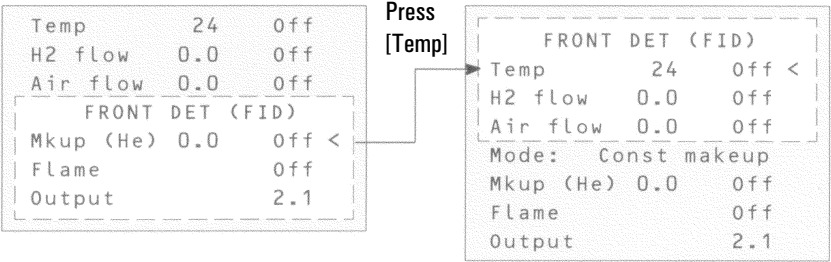 Temp 24 Off
H2 flow 0.0 Off
Air flow 0.0 Off
FRONT DET (FID)
Mkup (He) 0.0 Off <
Flame Off
Output 2.1
Press
[Temp]
FRONT DET (FID)
Temp 24 Off <
H2 flow 0.0 Off
Air flow 0.0 Off
Mode: Const makeup
Mkup (He) 0.0 Off
Flame Off
Output 2.1